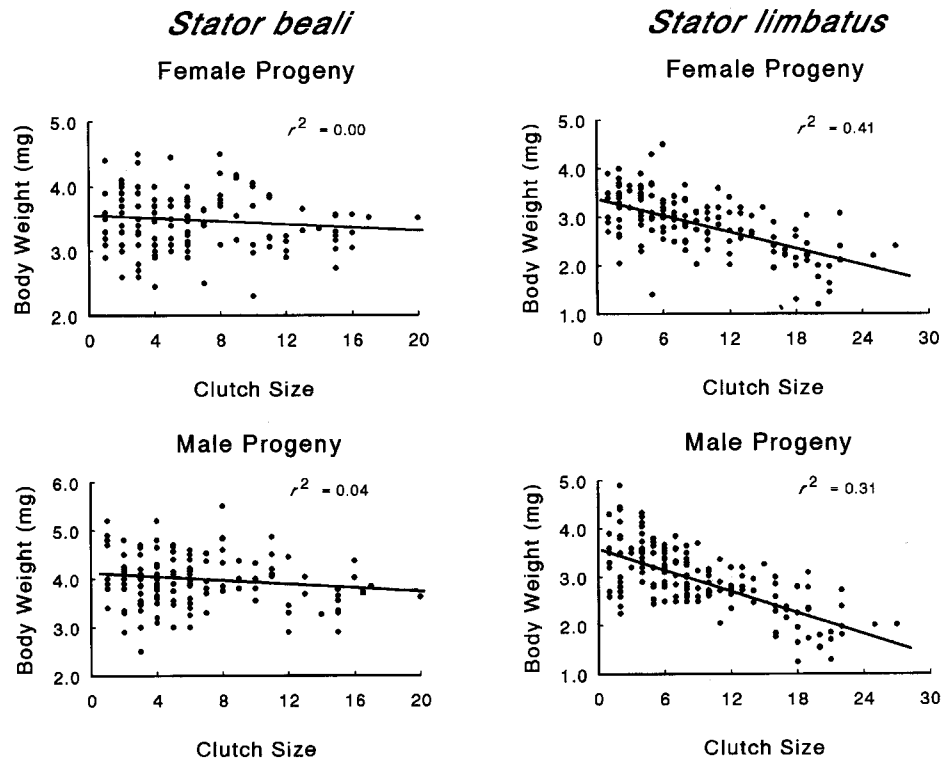 Stator beali
Female Progeny
r² = 0.00
Body Weight (mg)
5.0
4.0
3.0
2.0
0 4 8 12 16 20
Clutch Size
Stator limbatus
Female Progeny
r² = 0.41
Body Weight (mg)
5.0
4.0
3.0
2.0
1.0
0 6 12 18 24 30
Clutch Size
Male Progeny
r² = 0.04
Body Weight (mg)
6.0
5.0
4.0
3.0
2.0
0 4 8 12 16 20
Clutch Size
Male Progeny
r² = 0.31
Body Weight (mg)
5.0
4.0
3.0
2.0
1.0
0 6 12 18 24 30
Clutch Size